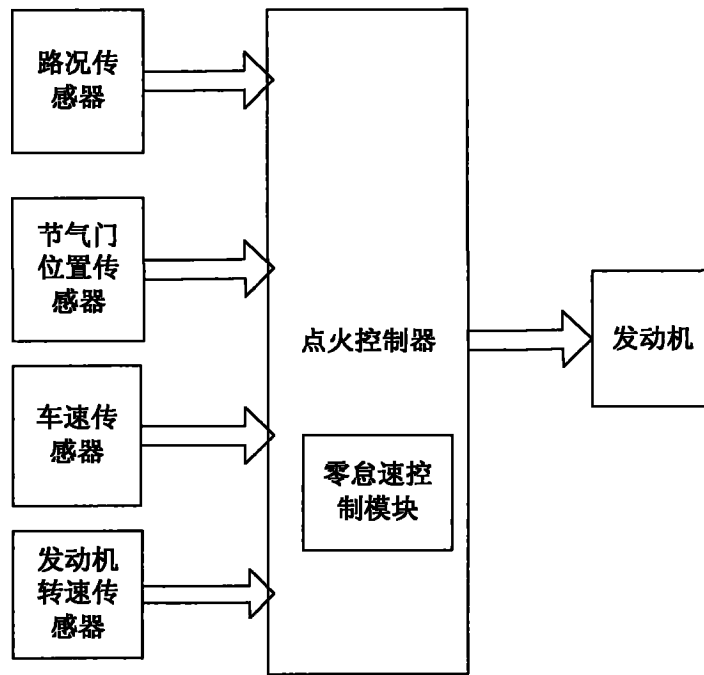 路况传
感器
节气门
位置传
感器
车速传
感器
发动机
转速传
感器
点火控制器
零怠速控
制模块
发动机